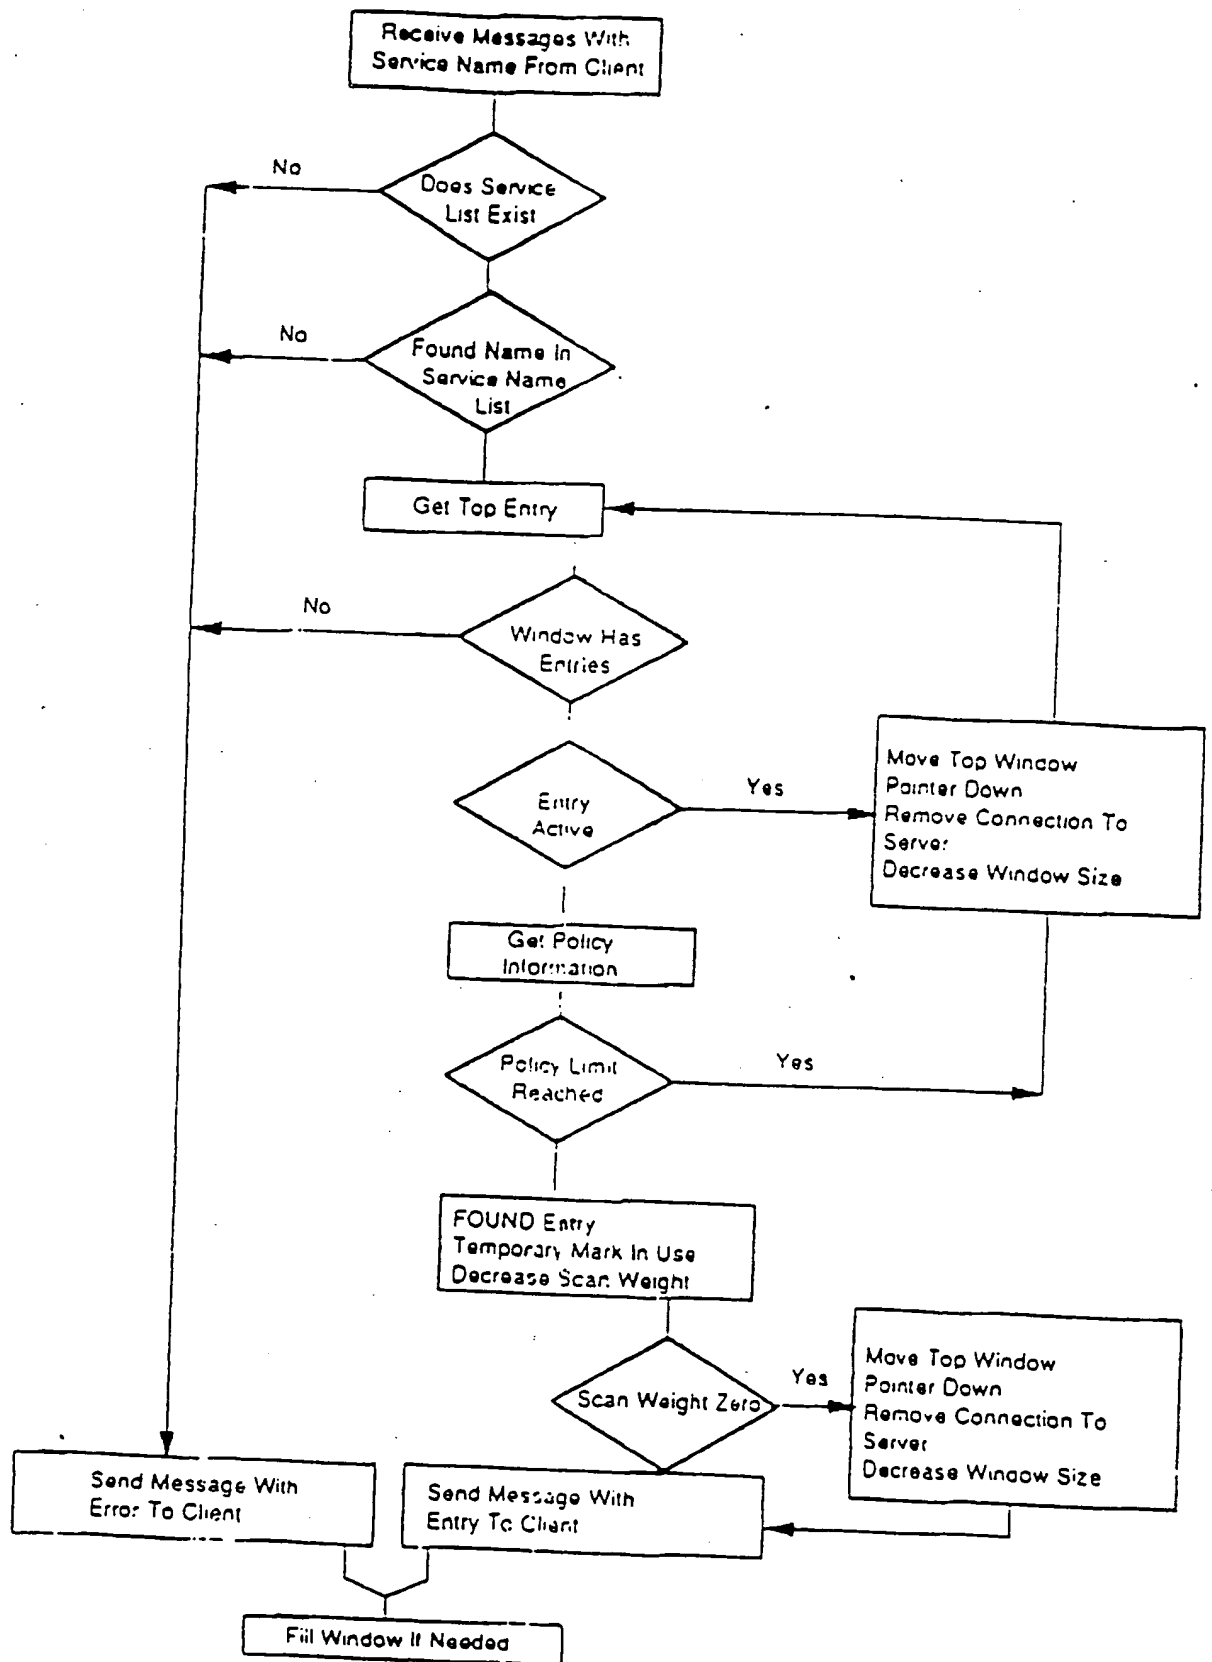 Receive Messages With
Service Name From Client
No
Does Service
List Exist
No
Found Name In
Service Name
List
Get Top Entry
No
Window Has
Entries
Move Top Window
Pointer Down
Remove Connection To
Server
Decrease Window Size
Yes
Entry
Active
Get Policy
Information
Policy Limit
Reached
Yes
FOUND Entry
Temporary Mark In Use
Decrease Scan Weight
Scan Weight Zero
Yes
Move Top Window
Pointer Down
Remove Connection To
Server
Decrease Window Size
Send Message With
Error To Client
Send Message With
Entry To Client
Fill Window If Needed